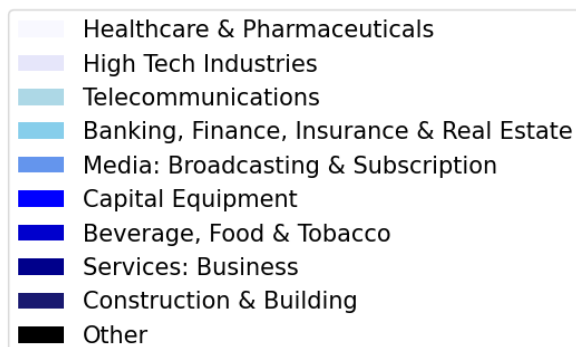 Healthcare & Pharmaceuticals
High Tech Industries
Telecommunications
Banking, Finance, Insurance & Real Estate
Media: Broadcasting & Subscription
Capital Equipment
Beverage, Food & Tobacco
Services: Business
Construction & Building
Other